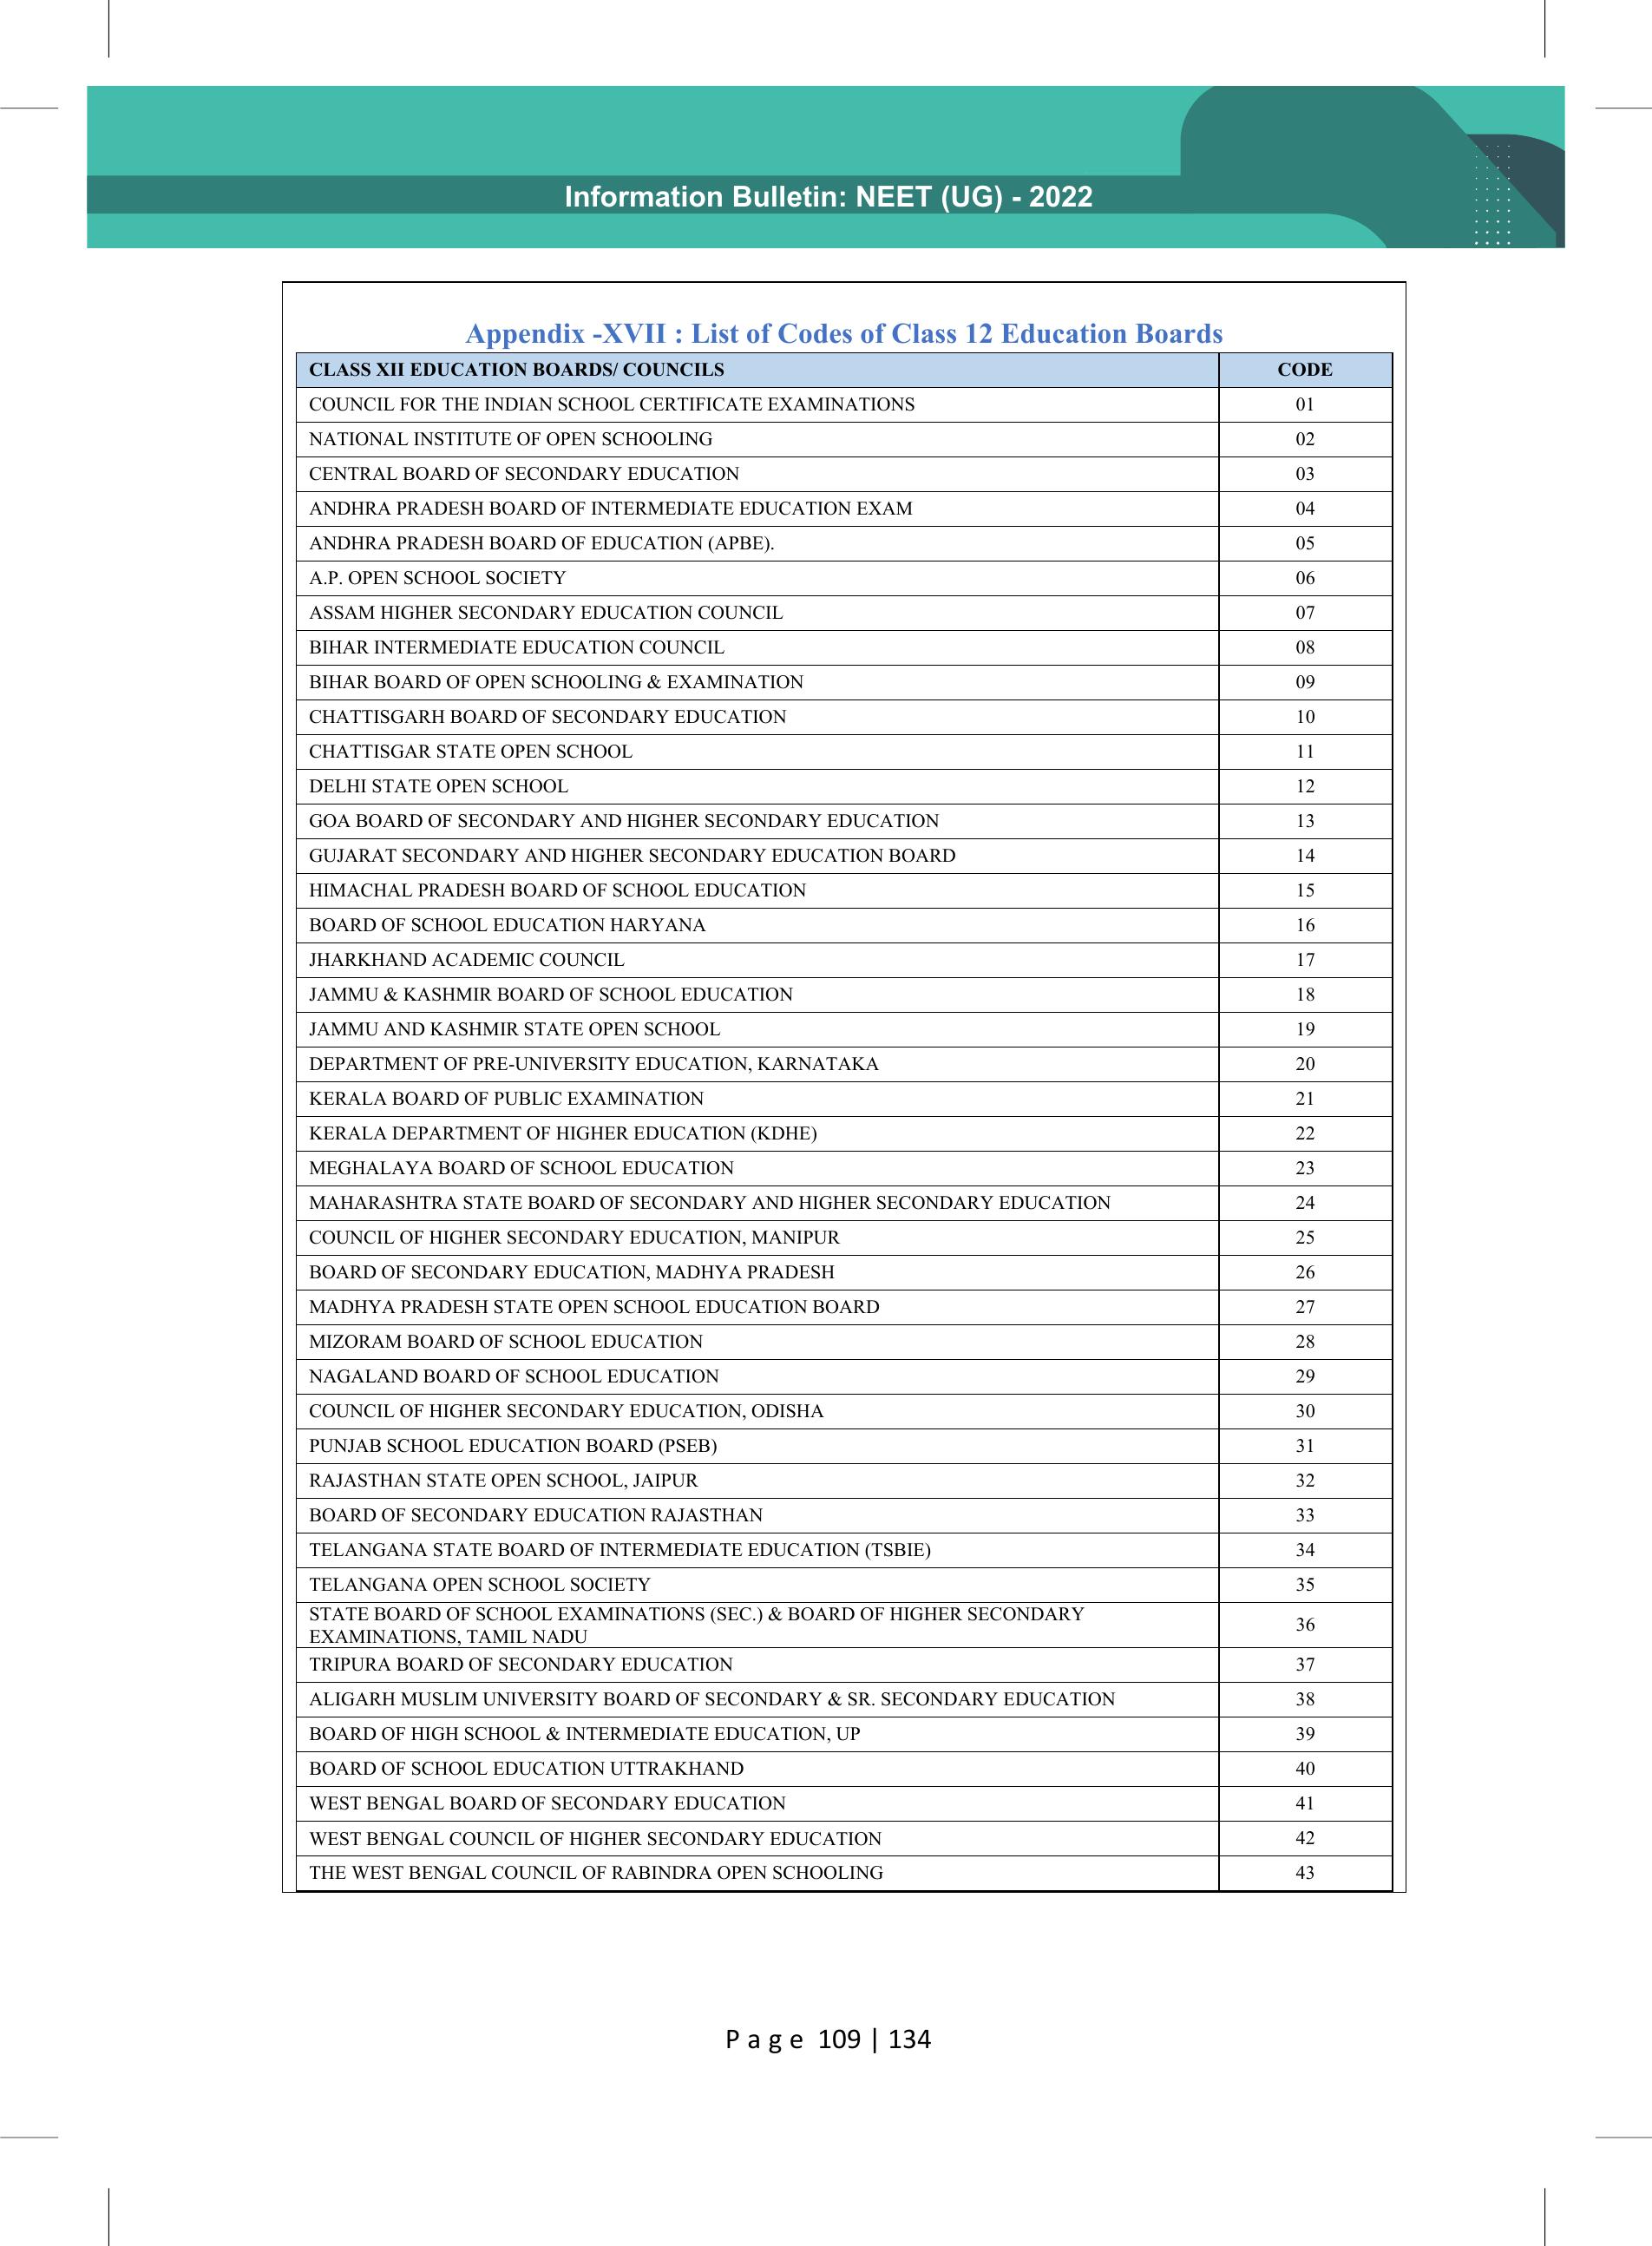 Information Bulletin: NEET (UG) - 2022
Appendix -XVII : List of Codes of Class 12 Education Boards
CLASS XII EDUCATION BOARDS/ COUNCILS CODE
COUNCIL FOR THE INDIAN SCHOOL CERTIFICATE EXAMINATIONS 01
NATIONAL INSTITUTE OF OPEN SCHOOLING 02
CENTRAL BOARD OF SECONDARY EDUCATION 03
ANDHRA PRADESH BOARD OF INTERMEDIATE EDUCATION EXAM 04
ANDHRA PRADESH BOARD OF EDUCATION (APBE). 05
A.P. OPEN SCHOOL SOCIETY 06
ASSAM HIGHER SECONDARY EDUCATION COUNCIL 07
BIHAR INTERMEDIATE EDUCATION COUNCIL 08
BIHAR BOARD OF OPEN SCHOOLING & EXAMINATION 09
CHATTISGARH BOARD OF SECONDARY EDUCATION 10
CHATTISGAR STATE OPEN SCHOOL 11
DELHI STATE OPEN SCHOOL 12
GOA BOARD OF SECONDARY AND HIGHER SECONDARY EDUCATION 13
GUJARAT SECONDARY AND HIGHER SECONDARY EDUCATION BOARD 14
HIMACHAL PRADESH BOARD OF SCHOOL EDUCATION 15
BOARD OF SCHOOL EDUCATION HARYANA 16
JHARKHAND ACADEMIC COUNCIL 17
JAMMU & KASHMIR BOARD OF SCHOOL EDUCATION 18
JAMMU AND KASHMIR STATE OPEN SCHOOL 19
DEPARTMENT OF PRE-UNIVERSITY EDUCATION, KARNATAKA 20
KERALA BOARD OF PUBLIC EXAMINATION 21
KERALA DEPARTMENT OF HIGHER EDUCATION (KDHE) 22
MEGHALAYA BOARD OF SCHOOL EDUCATION 23
MAHARASHTRA STATE BOARD OF SECONDARY AND HIGHER SECONDARY EDUCATION 24
COUNCIL OF HIGHER SECONDARY EDUCATION, MANIPUR 25
BOARD OF SECONDARY EDUCATION, MADHYA PRADESH 26
MADHYA PRADESH STATE OPEN SCHOOL EDUCATION BOARD 27
MIZORAM BOARD OF SCHOOL EDUCATION 28
NAGALAND BOARD OF SCHOOL EDUCATION 29
COUNCIL OF HIGHER SECONDARY EDUCATION, ODISHA 30
PUNJAB SCHOOL EDUCATION BOARD (PSEB) 31
RAJASTHAN STATE OPEN SCHOOL, JAIPUR 32
BOARD OF SECONDARY EDUCATION RAJASTHAN 33
TELANGANA STATE BOARD OF INTERMEDIATE EDUCATION (TSBIE) 34
TELANGANA OPEN SCHOOL SOCIETY 35
STATE BOARD OF SCHOOL EXAMINATIONS (SEC.) & BOARD OF HIGHER SECONDARY
EXAMINATIONS, TAMIL NADU 36
TRIPURA BOARD OF SECONDARY EDUCATION 37
ALIGARH MUSLIM UNIVERSITY BOARD OF SECONDARY & SR. SECONDARY EDUCATION 38
BOARD OF HIGH SCHOOL & INTERMEDIATE EDUCATION, UP 39
BOARD OF SCHOOL EDUCATION UTTRAKHAND 40
WEST BENGAL BOARD OF SECONDARY EDUCATION 41
WEST BENGAL COUNCIL OF HIGHER SECONDARY EDUCATION 42
THE WEST BENGAL COUNCIL OF RABINDRA OPEN SCHOOLING 43
P a g e 109 | 134